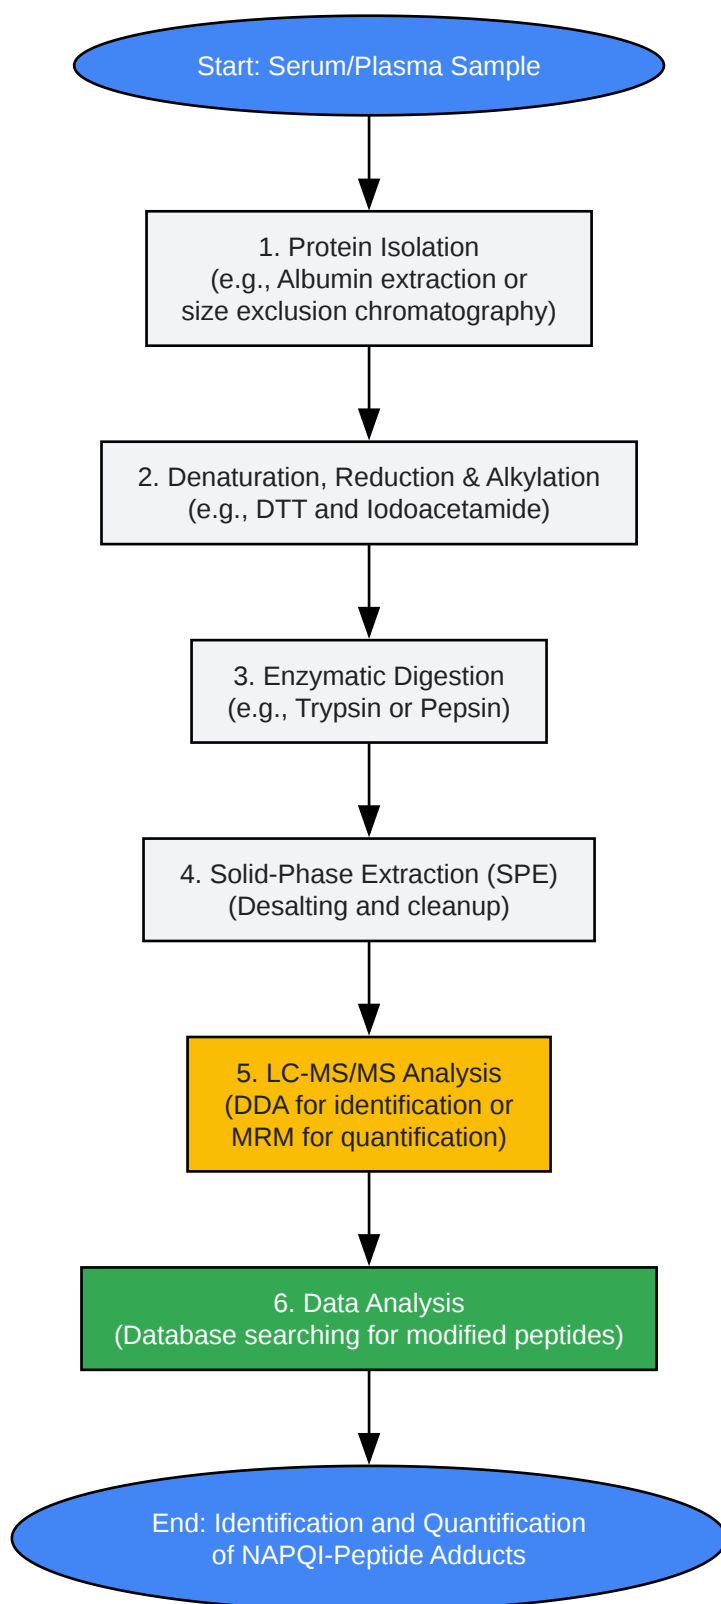 Start: Serum/Plasma Sample
1. Protein Isolation
(e.g., Albumin extraction or
size exclusion chromatography)
2. Denaturation, Reduction & Alkylation
(e.g., DTT and Iodoacetamide)
3. Enzymatic Digestion
(e.g., Trypsin or Pepsin)
4. Solid-Phase Extraction (SPE)
(Desalting and cleanup)
5. LC-MS/MS Analysis
(DDA for identification or
MRM for quantification)
6. Data Analysis
(Database searching for modified peptides)
End: Identification and Quantification
of NAPQI-Peptide Adducts